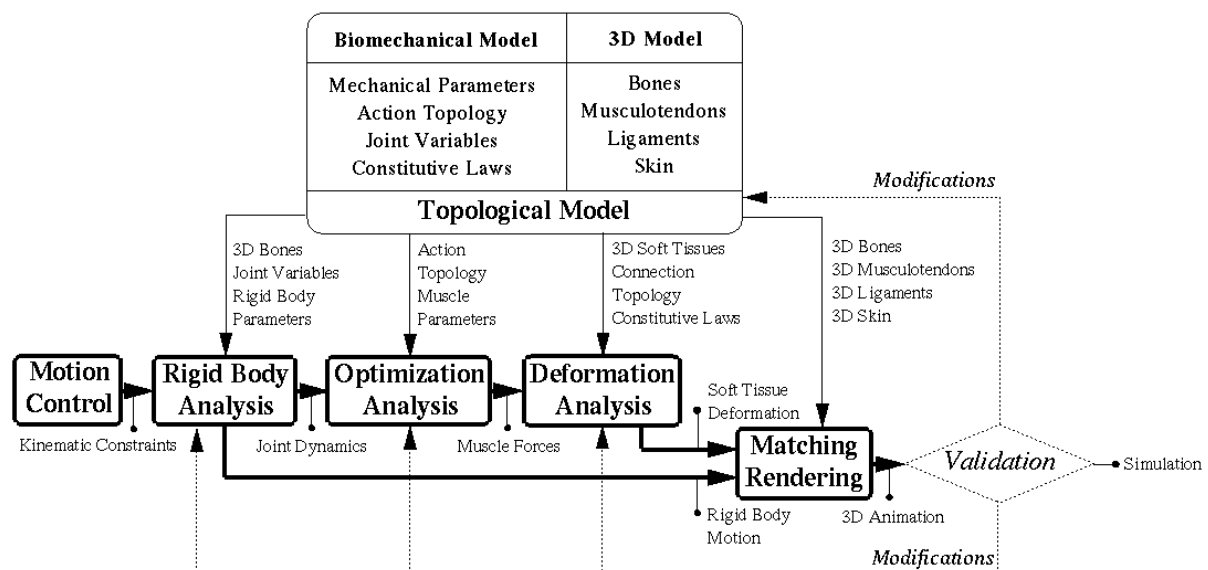 Biomechanical Model
3D Model
Mechanical Parameters
Action Topology
Joint Variables
Constitutive Laws
Bones
Musculotendons
Ligaments
Skin
Topological Model
Modifications
3D Bones
Joint Variables
Rigid Body
Parameters
Action
Topology
Muscle
Parameters
3D Soft Tissues
Connection
Topology
Constitutive Laws
3D Bones
3D Musculotendons
3D Ligaments
3D Skin
Motion
Control
Rigid Body
Analysis
Optimization
Analysis
Deformation
Analysis
Soft Tissue
Deformation
Kinematic Constraints
Joint Dynamics
Muscle Forces
Matching
Rendering
Validation
Simulation
Rigid Body
Motion
3D Animation
Modifications